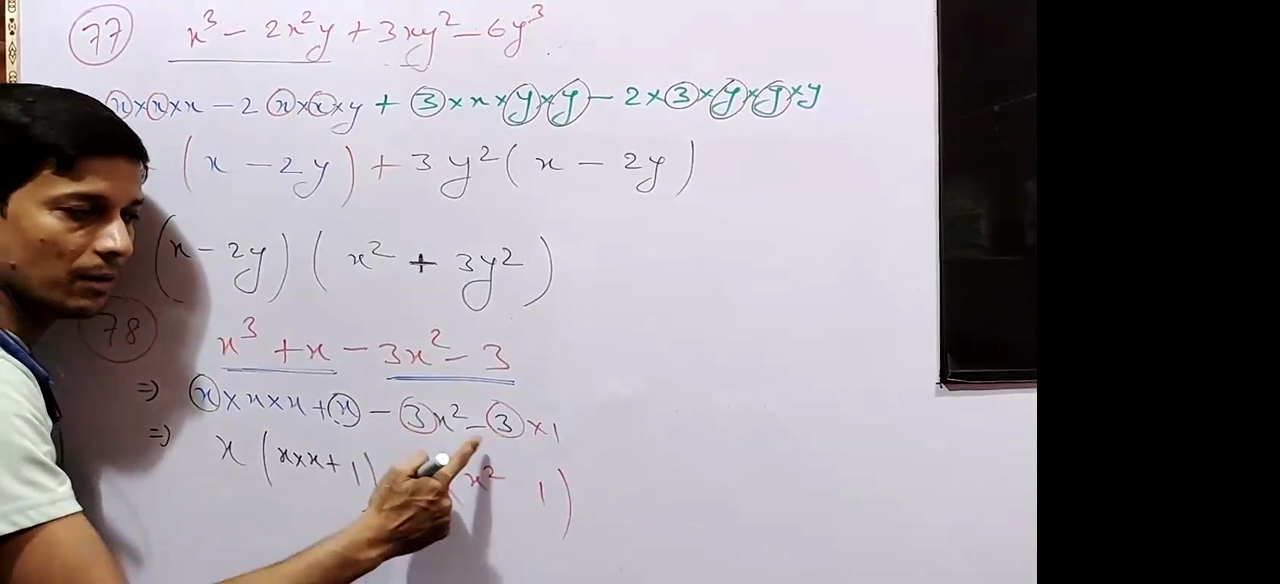 77 x³ - 2x²y + 3xy² - 6y³
x×x×x - 2 x×x×y + 3×x×y×y - 2×3×y×y×y
(x - 2y) + 3y²(x - 2y)
(x - 2y)(x² + 3y²)
78 x³ + x - 3x² - 3
⇒ x×x×x + x - 3x² - 3×1
⇒ x(x×x + 1) (x² 1)